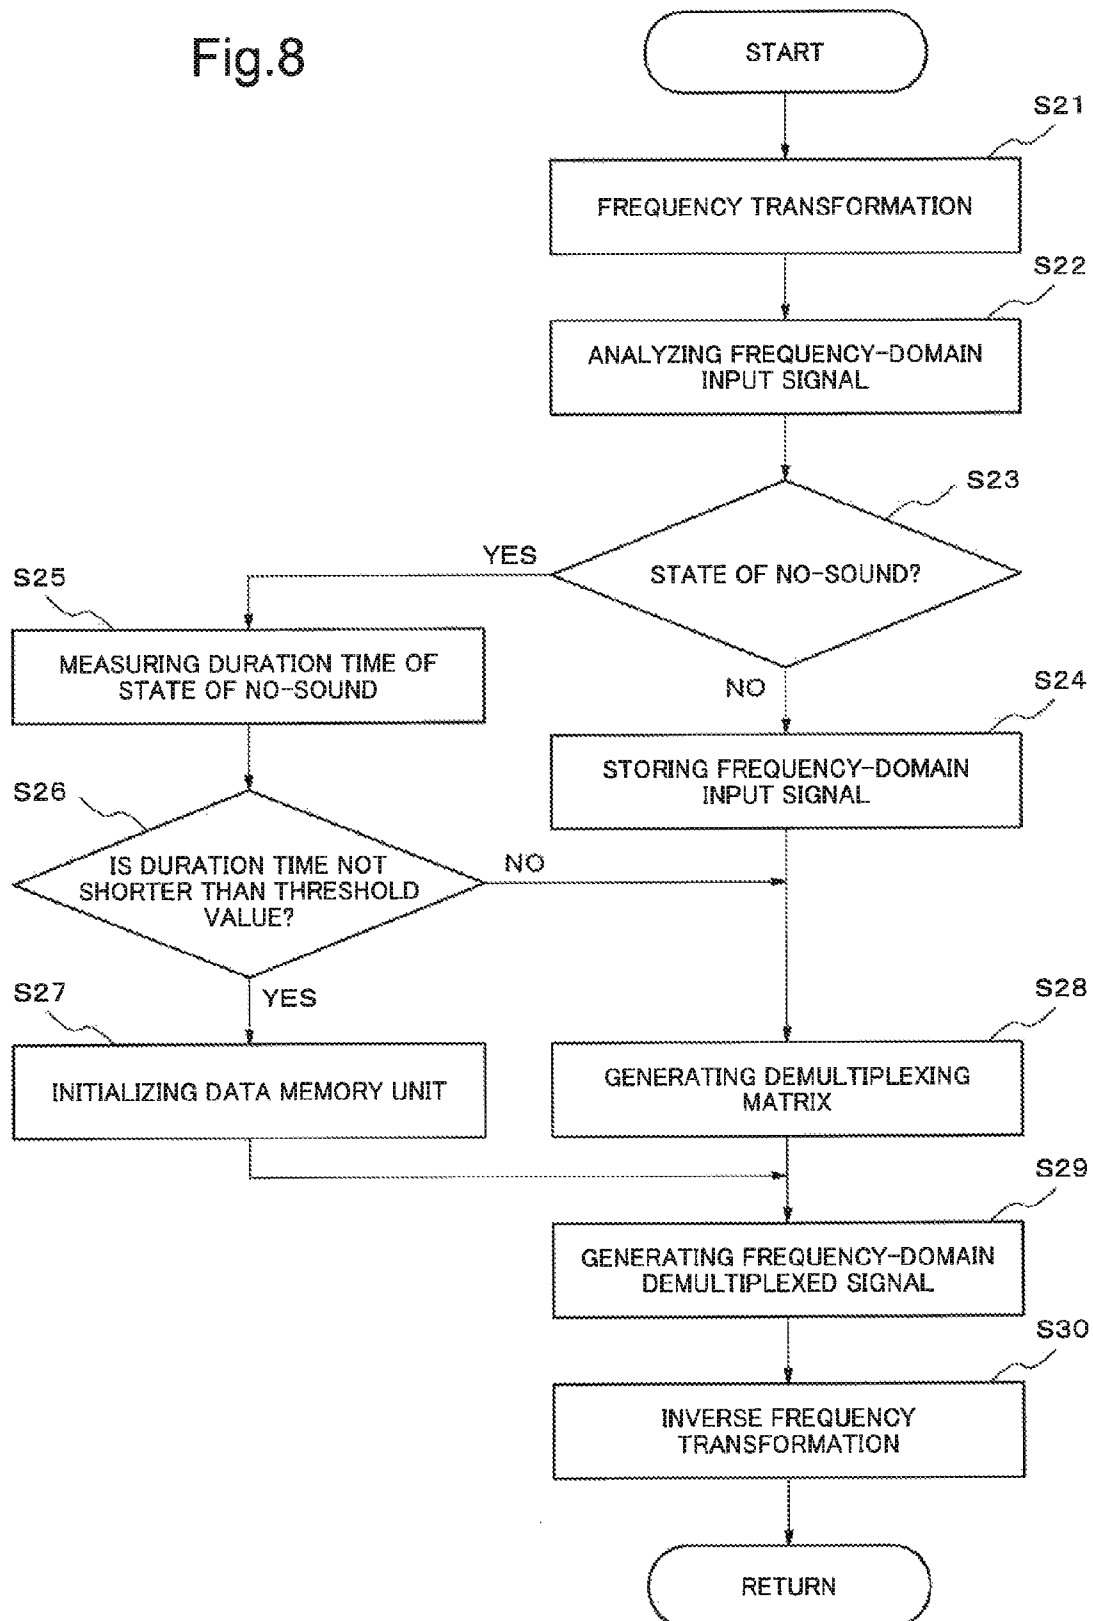 Fig.8
START
S21
FREQUENCY TRANSFORMATION
S22
ANALYZING FREQUENCY-DOMAIN
INPUT SIGNAL
S23
STATE OF NO-SOUND?
YES
NO
S25
MEASURING DURATION TIME OF
STATE OF NO-SOUND
S24
STORING FREQUENCY-DOMAIN
INPUT SIGNAL
S26
IS DURATION TIME NOT
SHORTER THAN THRESHOLD
VALUE?
NO
YES
S27
INITIALIZING DATA MEMORY UNIT
S28
GENERATING DEMULTIPLEXING
MATRIX
S29
GENERATING FREQUENCY-DOMAIN
DEMULTIPLEXED SIGNAL
S30
INVERSE FREQUENCY
TRANSFORMATION
RETURN